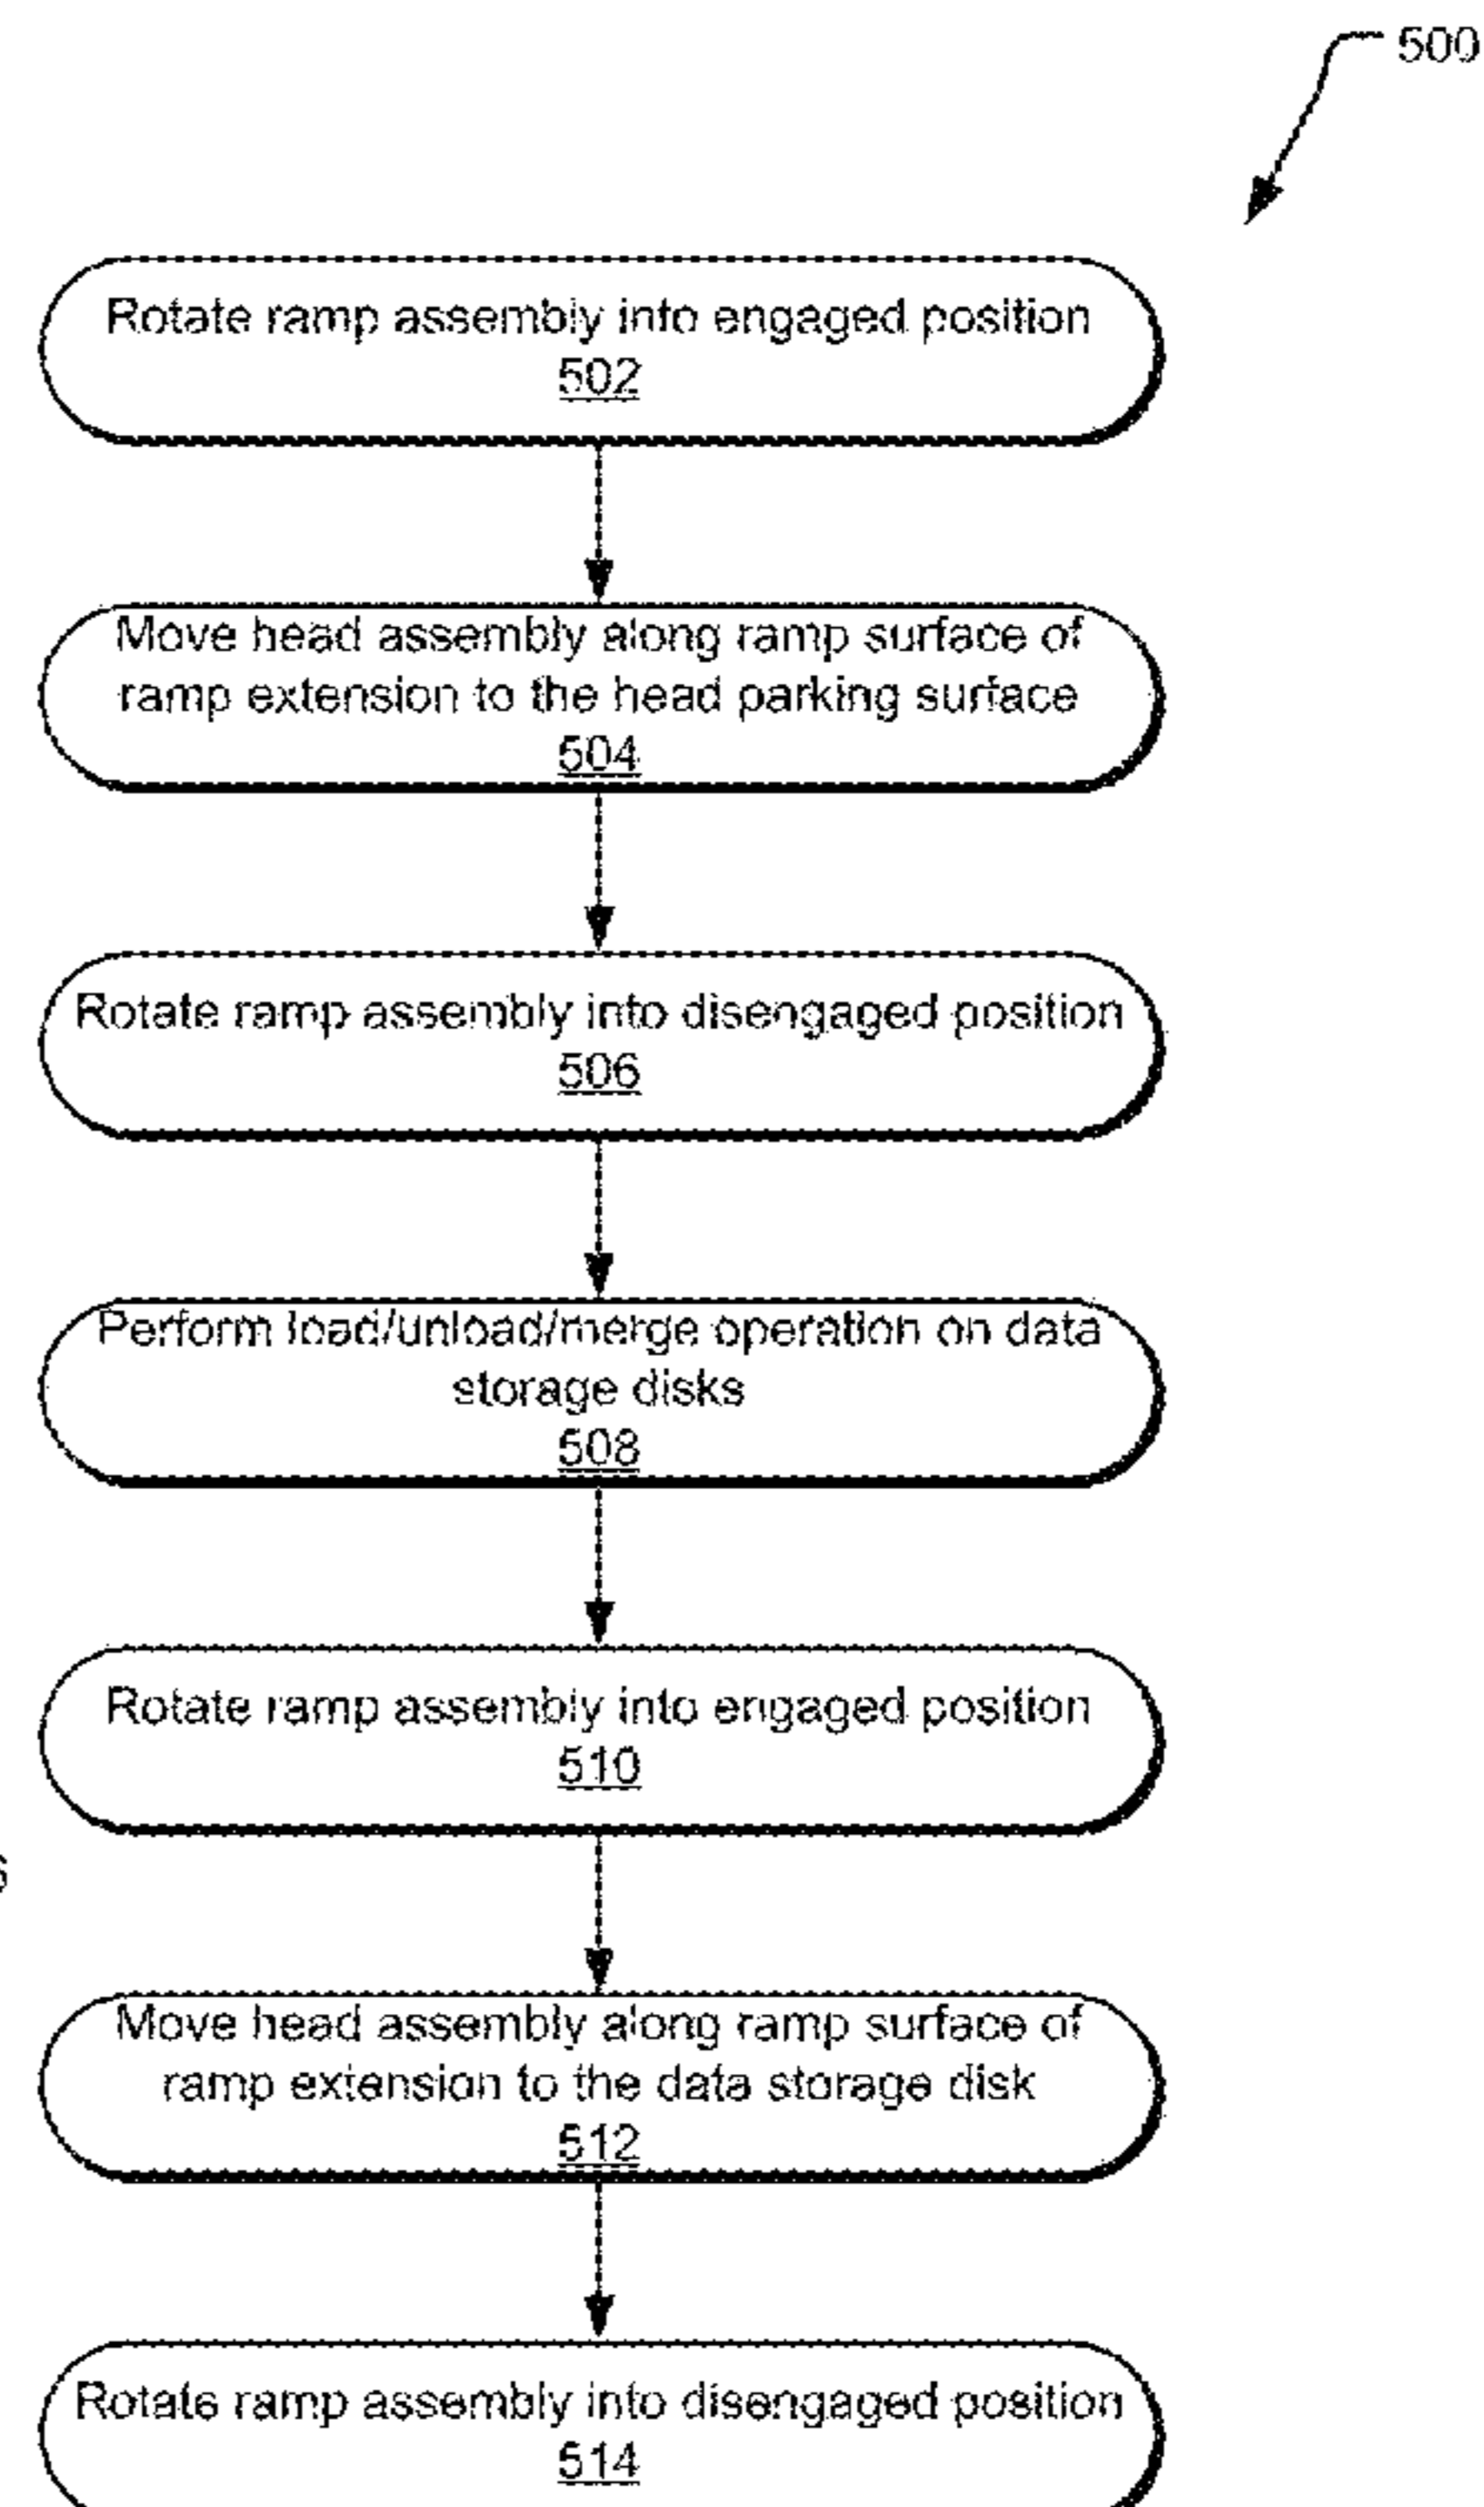 500
Rotate ramp assembly into engaged position
502
Move head assembly along ramp surface of
ramp extension to the head parking surface
504
Rotate ramp assembly into disengaged position
506
Perform load/unload/merge operation on data
storage disks
508
Rotate ramp assembly into engaged position
510
Move head assembly along ramp surface of
ramp extension to the data storage disk
512
Rotate ramp assembly into disengaged position
514